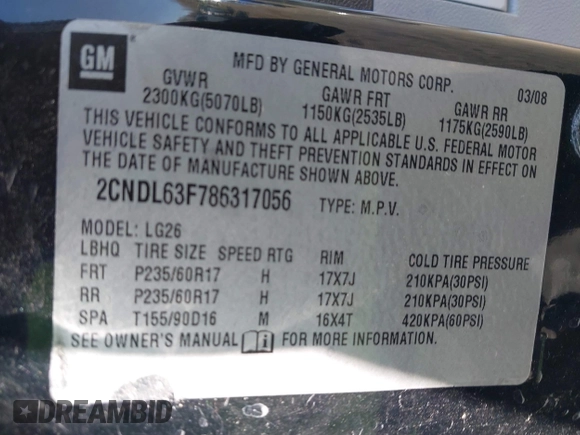 GM
MFD BY GENERAL MOTORS CORP. 03/08
GVWR GAWR FRT GAWR RR
2300KG(5070LB) 1150KG(2535LB) 1175KG(2590LB)
THIS VEHICLE CONFORMS TO ALL APPLICABLE U.S. FEDERAL MOTOR
VEHICLE SAFETY AND THEFT PREVENTION STANDARDS IN EFFECT ON
THE DATE OF MANUFACTURE SHOWN ABOVE.
2CNDL63F786317056 TYPE: M.P.V.
MODEL: LG26
LBHQ TIRE SIZE SPEED RTG RIM COLD TIRE PRESSURE
FRT P235/60R17 H 17X7J 210KPA(30PSI)
RR P235/60R17 H 17X7J 210KPA(30PSI)
SPA T155/90D16 M 16X4T 420KPA(60PSI)
SEE OWNER'S MANUAL FOR MORE INFORMATION.
DREAMBID